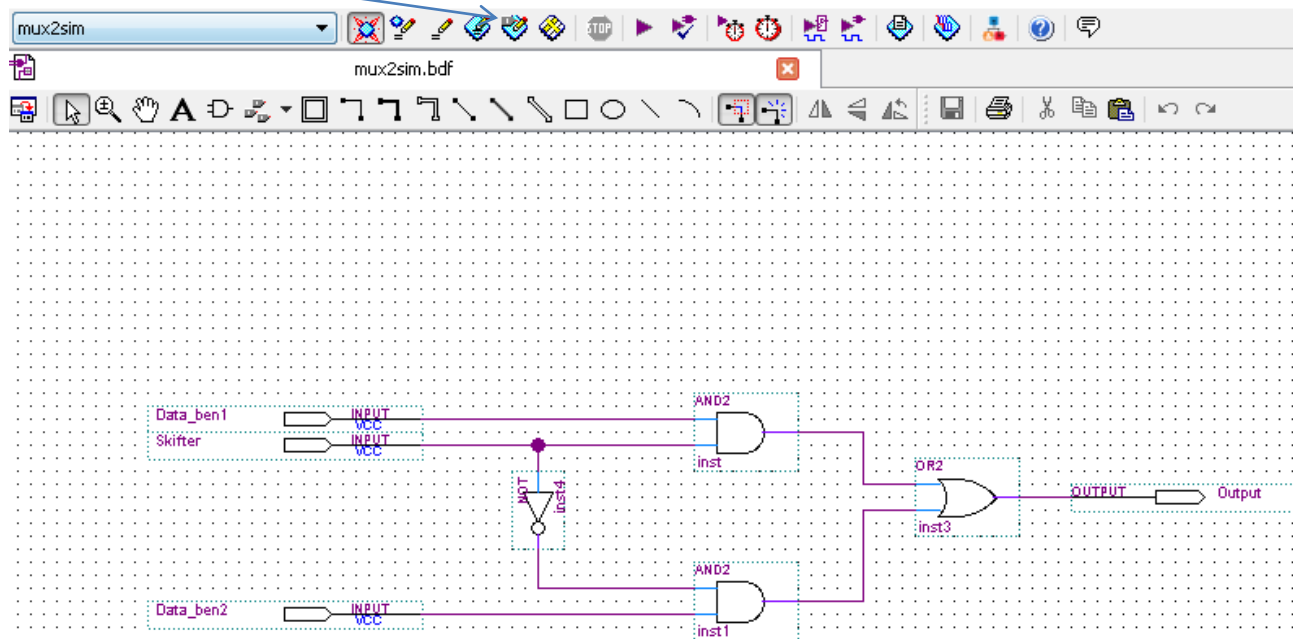 mux2sim
STOP
mux2sim.bdf
A
Data_ben1
INPUT
VCC
Skifter
INPUT
VCC
AND2
inst
NOT
inst4
OR2
inst3
OUTPUT
Output
AND2
inst1
Data_ben2
INPUT
VCC